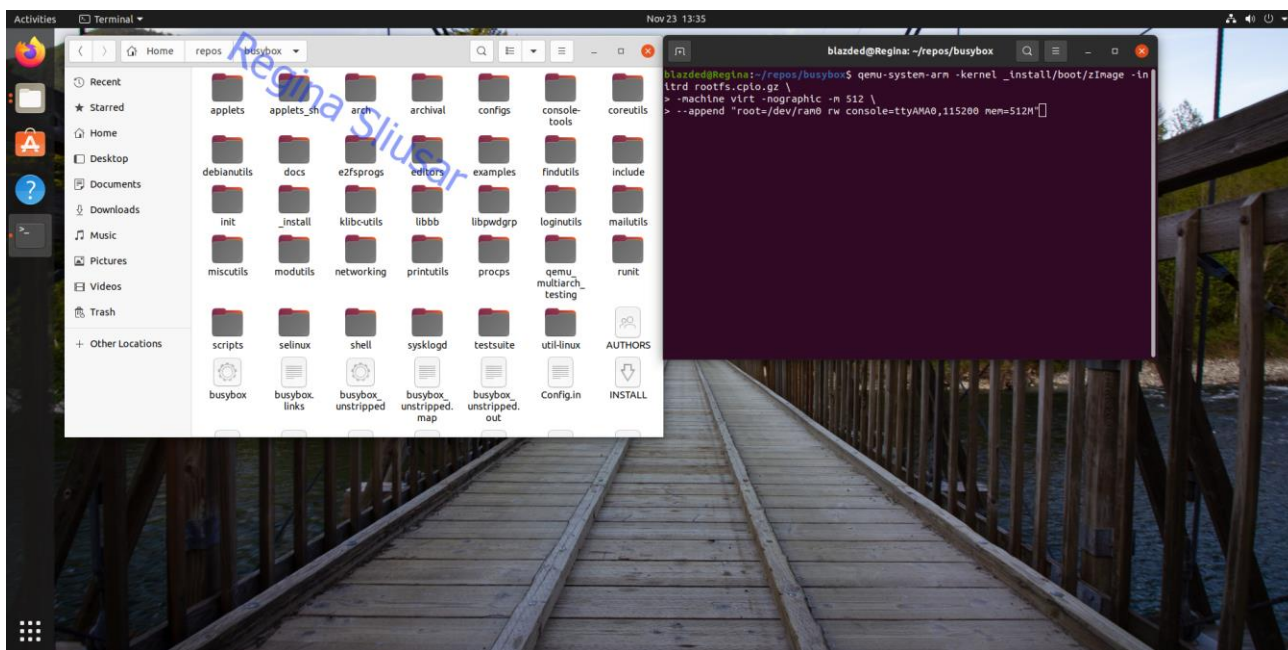 Activities Terminal Nov 23 13:35
Home repos busybox
Regina Sliusar
Recent
Starred
Home
Desktop
Documents
Downloads
Music
Pictures
Videos
Trash
+ Other Locations
applets applets_sh arch archival configs console-
tools coreutils
debianutils docs e2fsprogs editors examples findutils include
init _install klibc-utils libbb libpwdgrp loginutils mailutils
miscutils modutils networking printutils procps qemu_
multiarch_
testing runit
scripts selinux shell sysklogd testsuite util-linux AUTHORS
busybox busybox.
links busybox_
unstripped busybox_
unstripped.
map busybox_
unstripped.
out Config.in INSTALL
blazded@Regina: ~/repos/busybox
blazded@Regina:~/repos/busybox$ qemu-system-arm -kernel _install/boot/zImage -in
itrd rootfs.cpio.gz \
> -machine virt -nographic -m 512 \
> --append "root=/dev/ram0 rw console=ttyAMA0,115200 mem=512M"